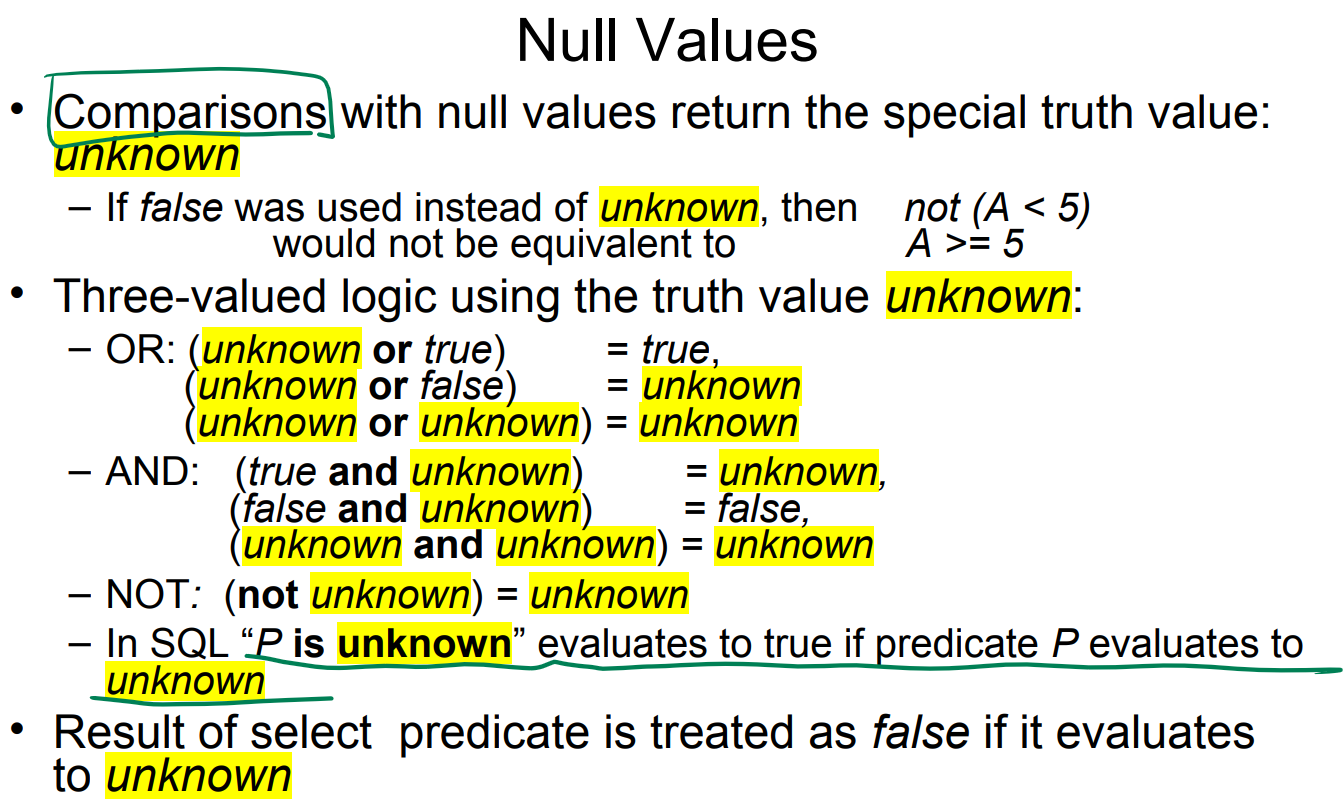 Null Values
• Comparisons with null values return the special truth value:
unknown
– If false was used instead of unknown, then not (A < 5)
would not be equivalent to A >= 5
• Three-valued logic using the truth value unknown:
– OR: (unknown or true) = true,
(unknown or false) = unknown
(unknown or unknown) = unknown
– AND: (true and unknown) = unknown,
(false and unknown) = false,
(unknown and unknown) = unknown
– NOT: (not unknown) = unknown
– In SQL “P is unknown” evaluates to true if predicate P evaluates to
unknown
• Result of select predicate is treated as false if it evaluates
to unknown